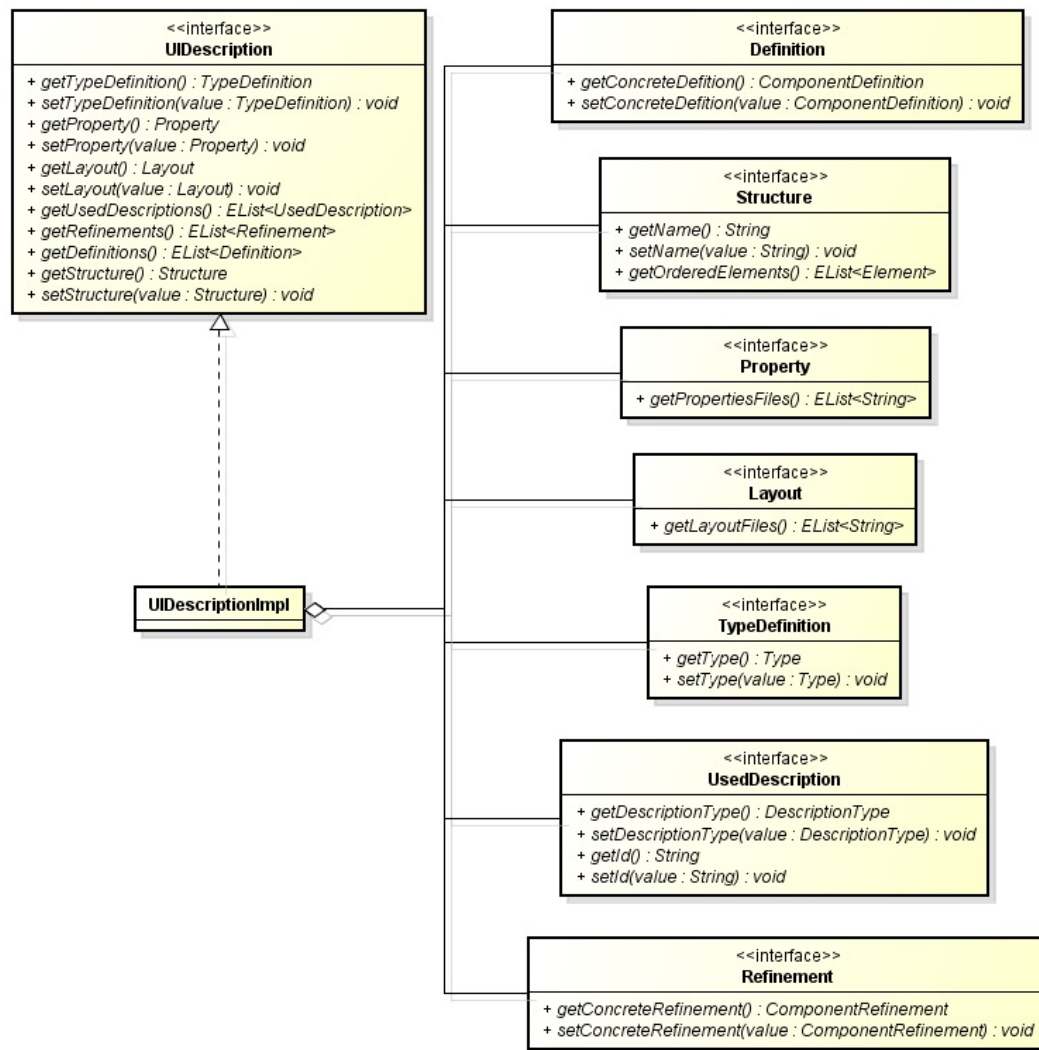 <<interface>>
UIDescription
+ getTypeDefinition() : TypeDefinition
+ setTypeDefinition(value : TypeDefinition) : void
+ getProperty() : Property
+ setProperty(value : Property) : void
+ getLayout() : Layout
+ setLayout(value : Layout) : void
+ getUsedDescriptions() : EList<UsedDescription>
+ getRefinements() : EList<Refinement>
+ getDefinitions() : EList<Definition>
+ getStructure() : Structure
+ setStructure(value : Structure) : void
UIDescriptionImpl
<<interface>>
Definition
+ getConcreteDefition() : ComponentDefinition
+ setConcreteDefition(value : ComponentDefinition) : void
<<interface>>
Structure
+ getName() : String
+ setName(value : String) : void
+ getOrderedElements() : EList<Element>
<<interface>>
Property
+ getPropertiesFiles() : EList<String>
<<interface>>
Layout
+ getLayoutFiles() : EList<String>
<<interface>>
TypeDefinition
+ getType() : Type
+ setType(value : Type) : void
<<interface>>
UsedDescription
+ getDescriptionType() : DescriptionType
+ setDescriptionType(value : DescriptionType) : void
+ getId() : String
+ setId(value : String) : void
<<interface>>
Refinement
+ getConcreteRefinement() : ComponentRefinement
+ setConcreteRefinement(value : ComponentRefinement) : void